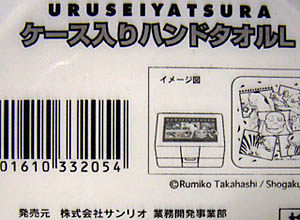 URUSEIYATSURA
ケース入りハンドタオルL
イメージ図
01610 332054
©Rumiko Takahashi / Shogaku
発売元 株式会社サンリオ 業務開発事業部